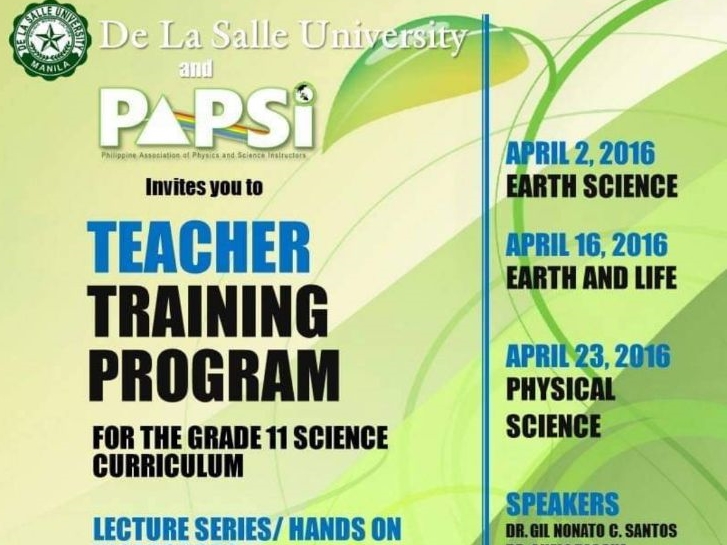 DE LA SALLE UNIVERSITY
MANILA
De La Salle University
and
PAPSi
Philippine Association of Physics and Science Instructors
Invites you to
TEACHER
TRAINING
PROGRAM
FOR THE GRADE 11 SCIENCE
CURRICULUM
LECTURE SERIES/ HANDS ON
APRIL 2, 2016
EARTH SCIENCE
APRIL 16, 2016
EARTH AND LIFE
APRIL 23, 2016
PHYSICAL
SCIENCE
SPEAKERS
DR. GIL NONATO C. SANTOS